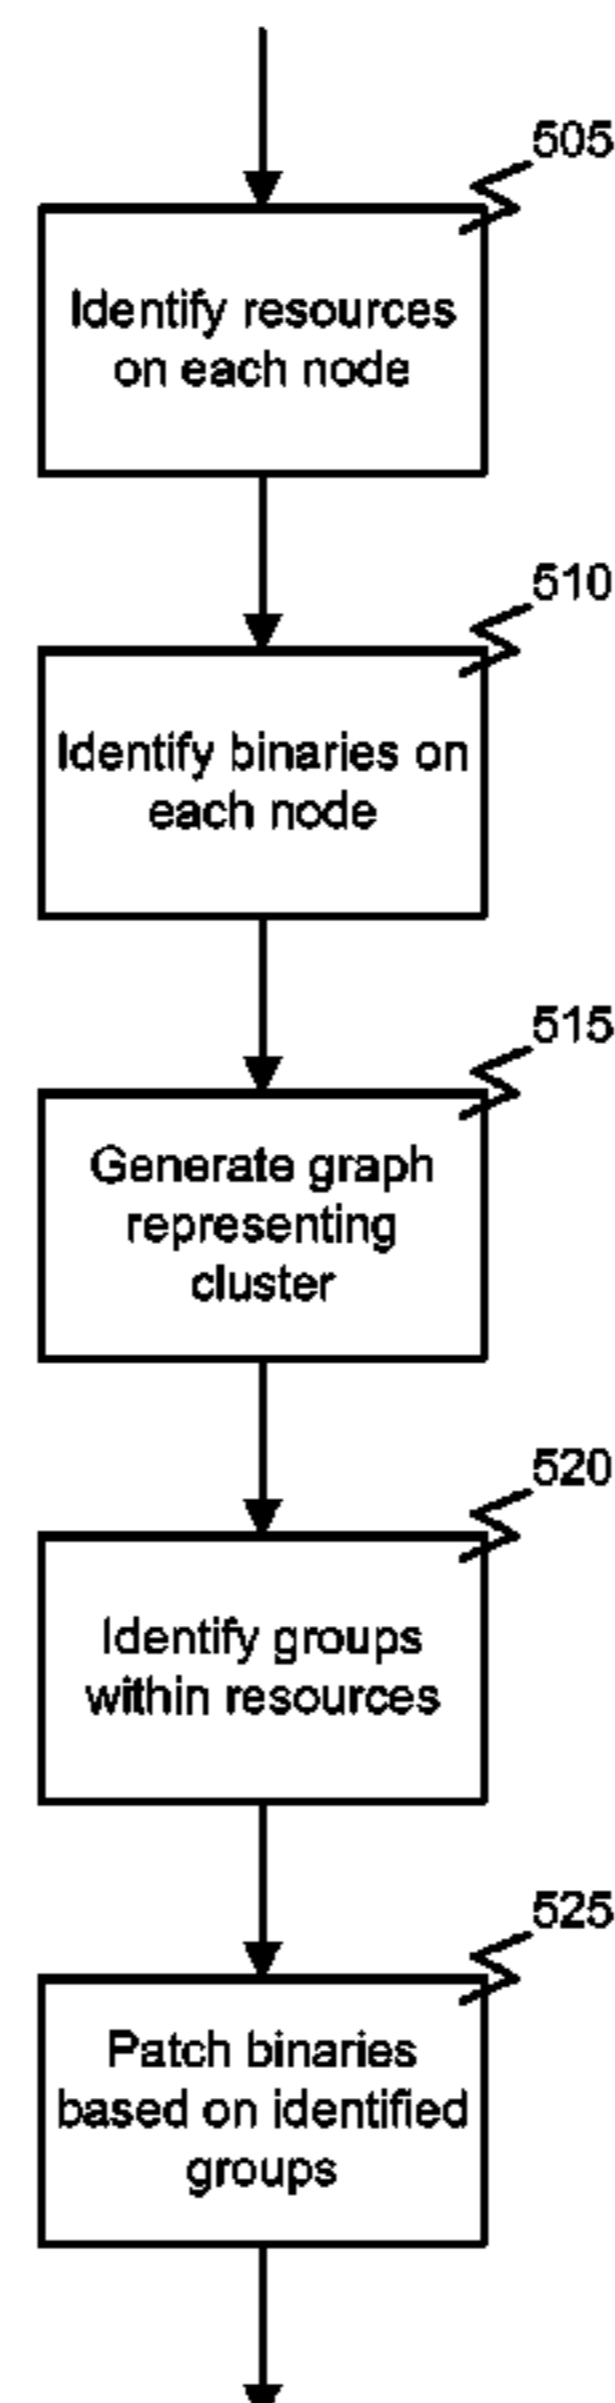 505
Identify resources
on each node
510
Identify binaries on
each node
515
Generate graph
representing
cluster
520
Identify groups
within resources
525
Patch binaries
based on identified
groups